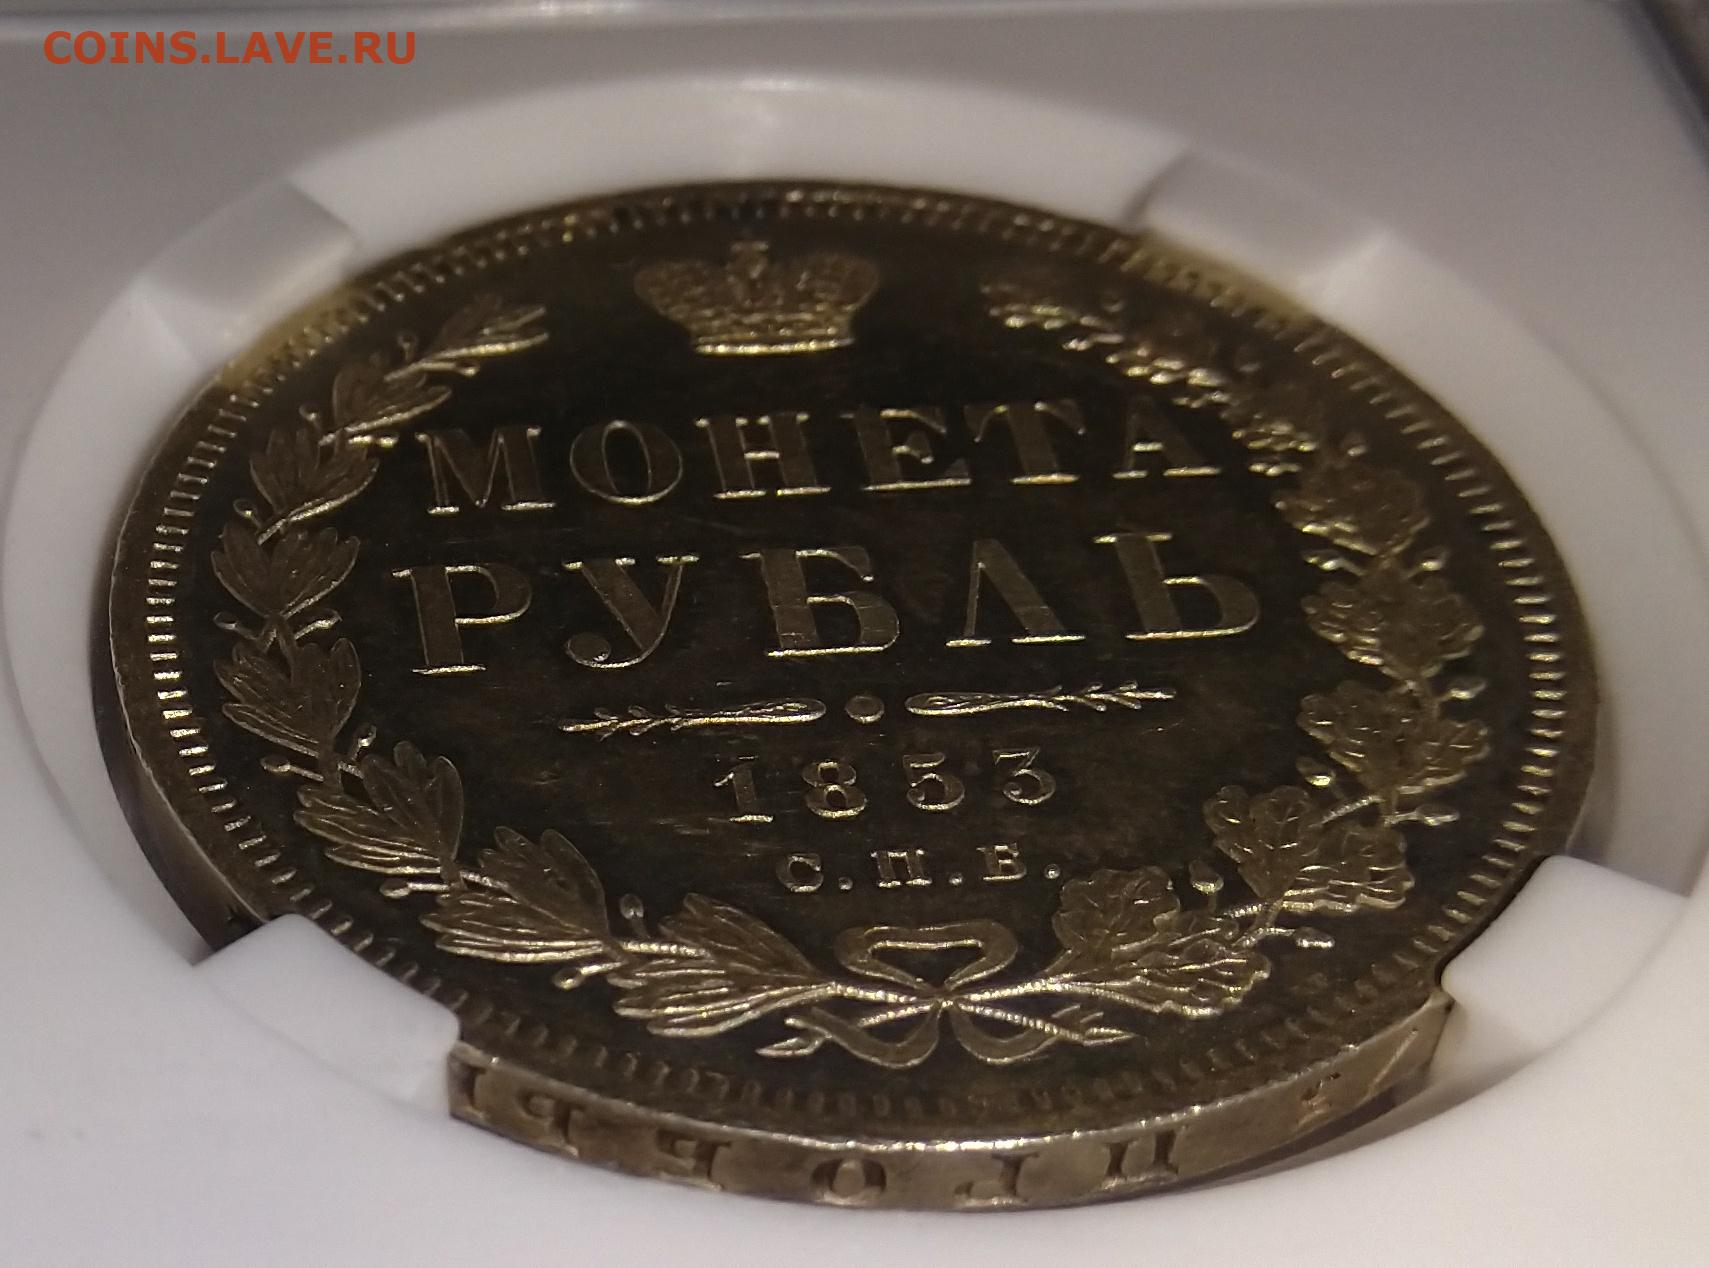 COINS.LAVE.RU
МОНЕТА
РУБЛЬ
1853
С.П.Б.